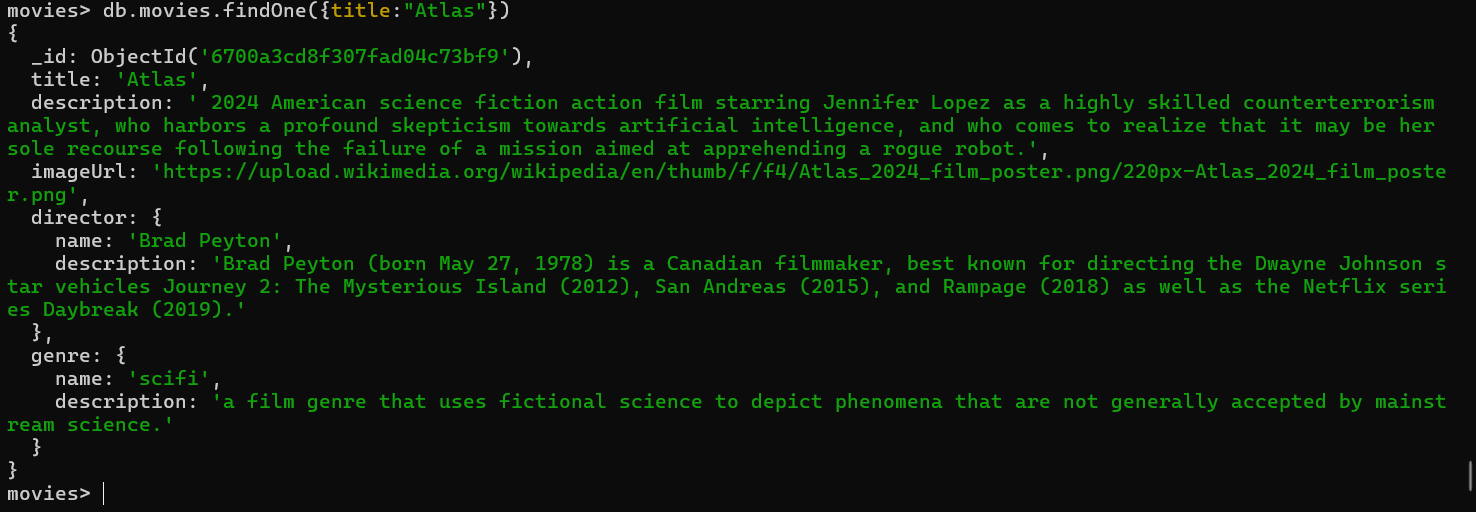 movies> db.movies.findOne({title:"Atlas"})
{
  _id: ObjectId('6700a3cd8f307fad04c73bf9'),
  title: 'Atlas',
  description: ' 2024 American science fiction action film starring Jennifer Lopez as a highly skilled counterterrorism
analyst, who harbors a profound skepticism towards artificial intelligence, and who comes to realize that it may be her
sole recourse following the failure of a mission aimed at apprehending a rogue robot.',
  imageUrl: 'https://upload.wikimedia.org/wikipedia/en/thumb/f/f4/Atlas_2024_film_poster.png/220px-Atlas_2024_film_poste
r.png',
  director: {
    name: 'Brad Peyton',
    description: 'Brad Peyton (born May 27, 1978) is a Canadian filmmaker, best known for directing the Dwayne Johnson s
tar vehicles Journey 2: The Mysterious Island (2012), San Andreas (2015), and Rampage (2018) as well as the Netflix seri
es Daybreak (2019).'
  },
  genre: {
    name: 'scifi',
    description: 'a film genre that uses fictional science to depict phenomena that are not generally accepted by mainst
ream science.'
  }
}
movies>